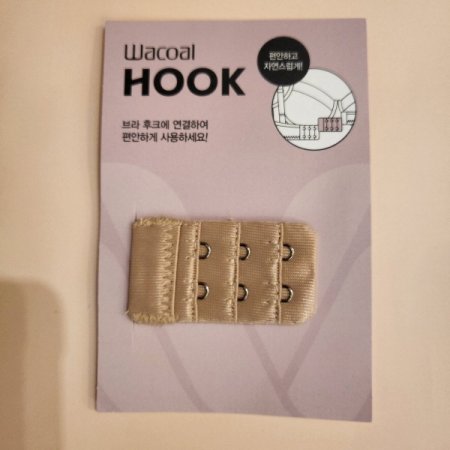 Wacoal
HOOK
편안하고
자연스럽게!
브라 후크에 연결하여
편안하게 사용하세요!